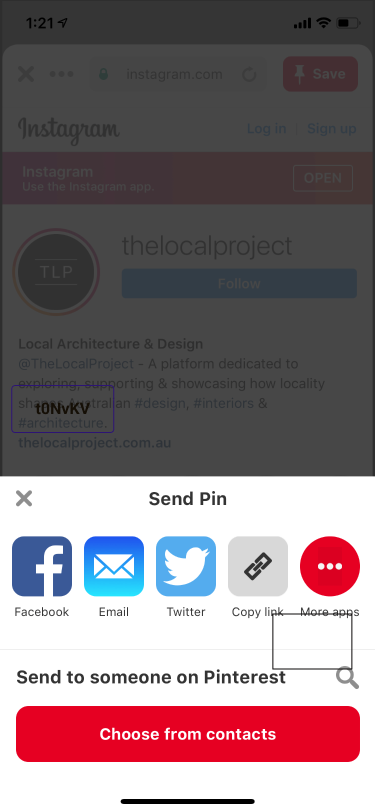 1:21
instagram.com
Save
Instagram
Log in | Sign up
Instagram
Use the Instagram app.
OPEN
TLP
thelocalproject
Follow
Local Architecture & Design
@TheLocalProject - A platform dedicated to
exploring, supporting & showcasing how locality
shapes Australian #design, #interiors &
t0NvKV
#architecture.
thelocalproject.com.au
Send Pin
Facebook
Email
Twitter
Copy link
More apps
Send to someone on Pinterest
Choose from contacts